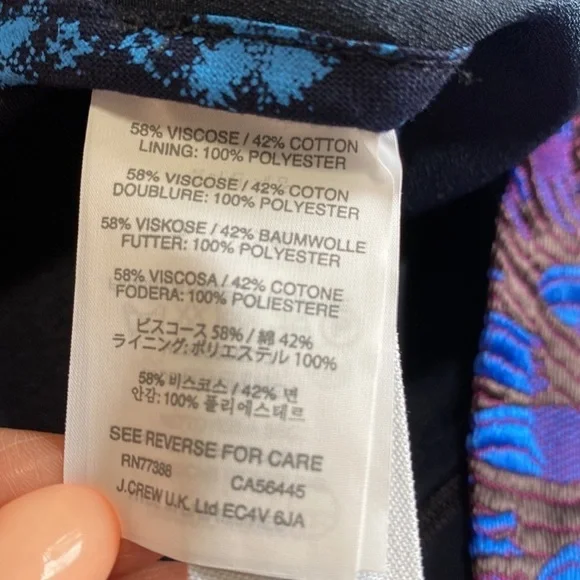 58% VISCOSE / 42% COTTON
LINING: 100% POLYESTER
58% VISCOSE / 42% COTON
DOUBLURE: 100% POLYESTER
58% VISKOSE / 42% BAUMWOLLE
FUTTER: 100% POLYESTER
58% VISCOSA / 42% COTONE
FODERA: 100% POLIESTERE
ビスコース 58% / 綿 42%
ライニング: ポリエステル 100%
58% 비스코스 / 42% 면
안감: 100% 폴리에스테르
SEE REVERSE FOR CARE
RN77388 CA56445
J.CREW U.K. Ltd EC4V 6JA